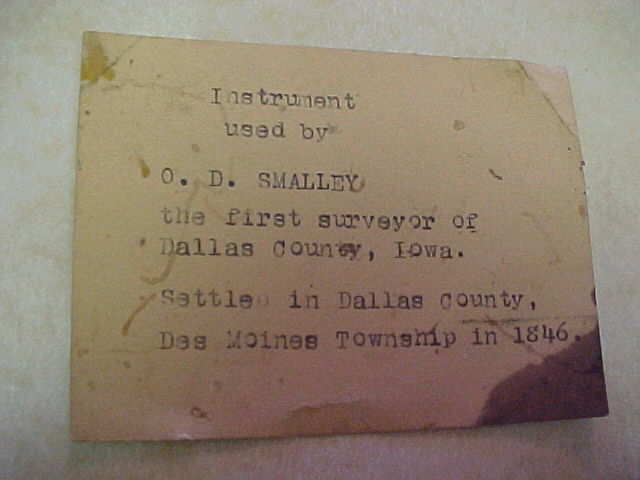 Instrument
used by
O. D. SMALLEY
the first surveyor of
Dallas County, Iowa.
Settled in Dallas County,
Des Moines Township in 1846.